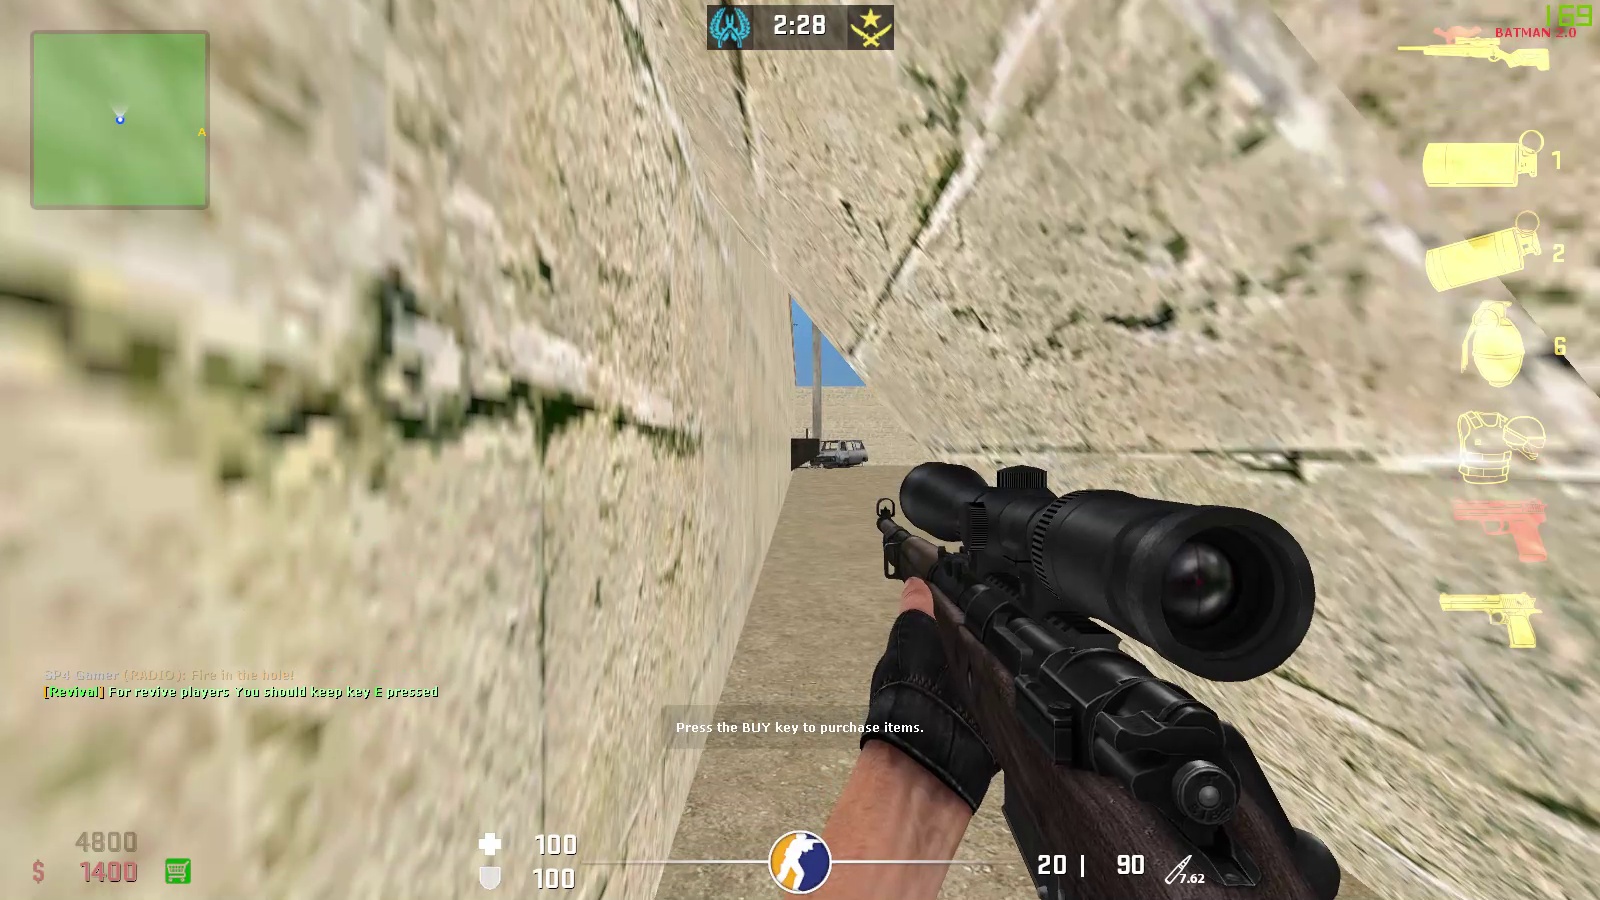 2:28
169
BATMAN 2.0
A
1
2
6
SP4 Gamer (RADIO): Fire in the hole!
[Revival] For revive players You should keep key E pressed
Press the BUY key to purchase items.
4800
$ 1400
100
100
20 | 90
7.62